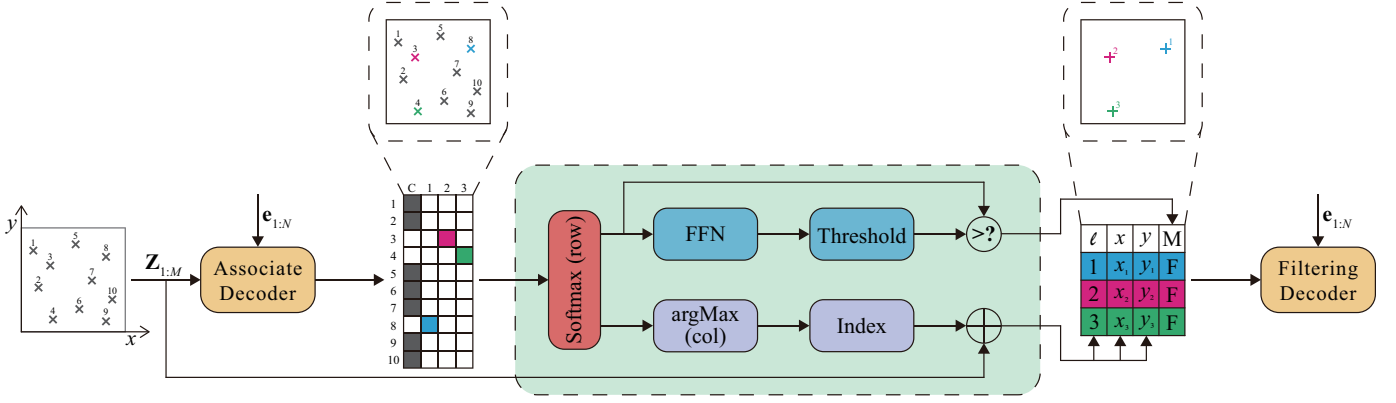 1
2
3
4
5
6
7
8
9
10
1
2
3
y
1
2
3
4
5
6
7
8
9
10
x
Z1:M
e1:N
Associate
Decoder
C 1 2 3
1
2
3
4
5
6
7
8
9
10
Softmax (row)
FFN
Threshold
>?
argMax
(col)
Index
ℓ x y M
1 x₁ y₁ F
2 x₂ y₂ F
3 x₃ y₃ F
e1:N
Filtering
Decoder